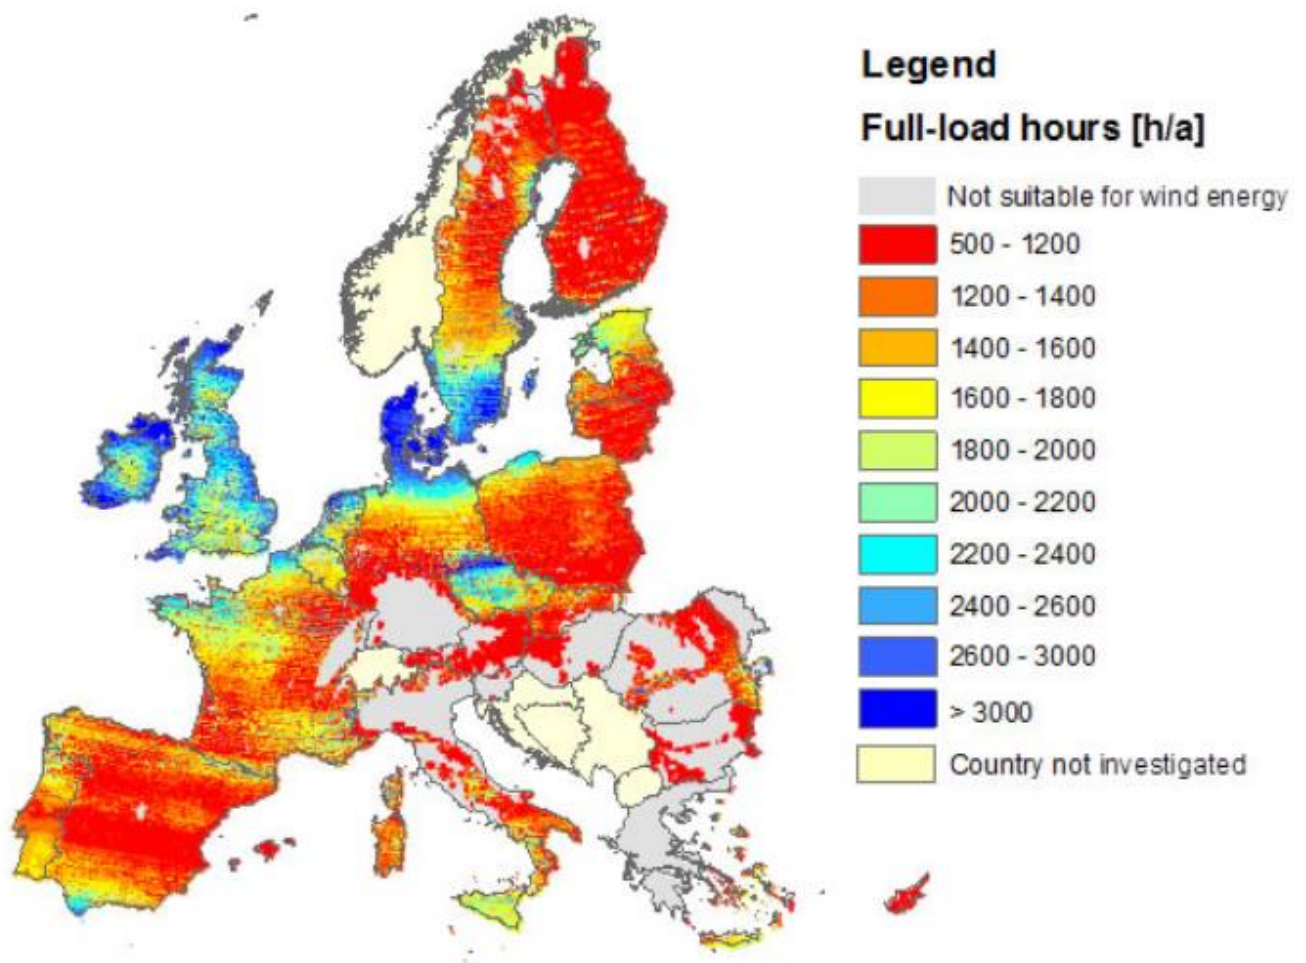 Legend
Full-load hours [h/a]
Not suitable for wind energy
500 - 1200
1200 - 1400
1400 - 1600
1600 - 1800
1800 - 2000
2000 - 2200
2200 - 2400
2400 - 2600
2600 - 3000
> 3000
Country not investigated